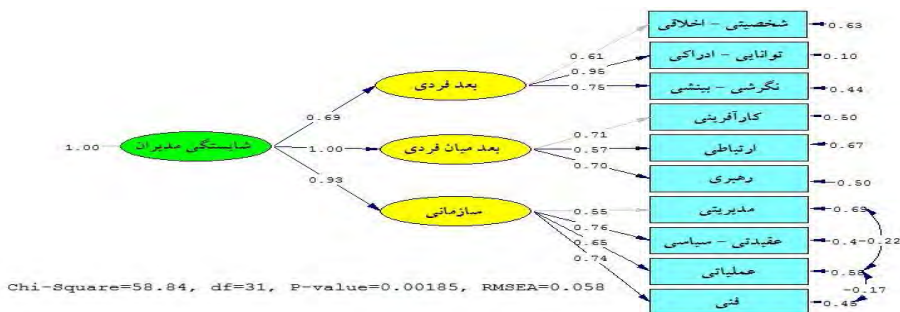 شخصیتی - اخلاقی
0.63
0.61
توانایی - ادراکی
0.10
0.95
نگرشی - بینشی
0.44
0.75
بعد فردی
0.69
کارآفرینی
0.50
0.71
ارتباطی
0.67
0.57
رهبری
0.50
0.70
بعد میان فردی
1.00
شایستگی مدیران
1.00
0.93
سازمانی
مدیریتی
0.69
0.55
عقیدتی - سیاسی
0.4
-0.22
0.76
عملیاتی
0.58
0.65
-0.17
فنی
0.45
0.74
Chi-Square=58.84, df=31, P-value=0.00185, RMSEA=0.058